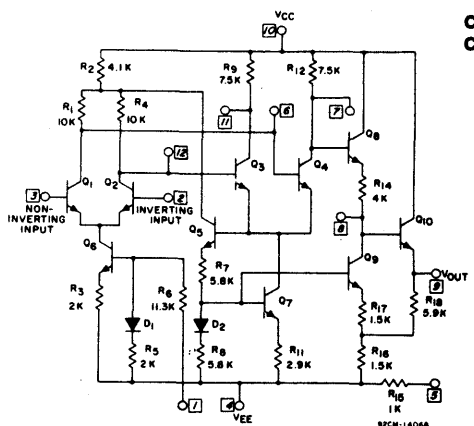 C
C
10 VCC
R2 4.1K
R9 7.5K
R12 7.5K
R1 10K
R4 10K
11
6
7
12
Q8
Q1
Q2
Q3
Q4
R14 4K
3
2
NON-INVERTING INPUT
INVERTING INPUT
Q5
8
Q10
Q6
R7 5.8K
Q9
VOUT
9
R6 11.3K
Q7
R3 2K
D1
D2
R17 1.5K
R18 5.9K
R5 2K
R8 5.8K
R11 2.9K
R16 1.5K
R15 1K
5
1
4
VEE
92CM-14066